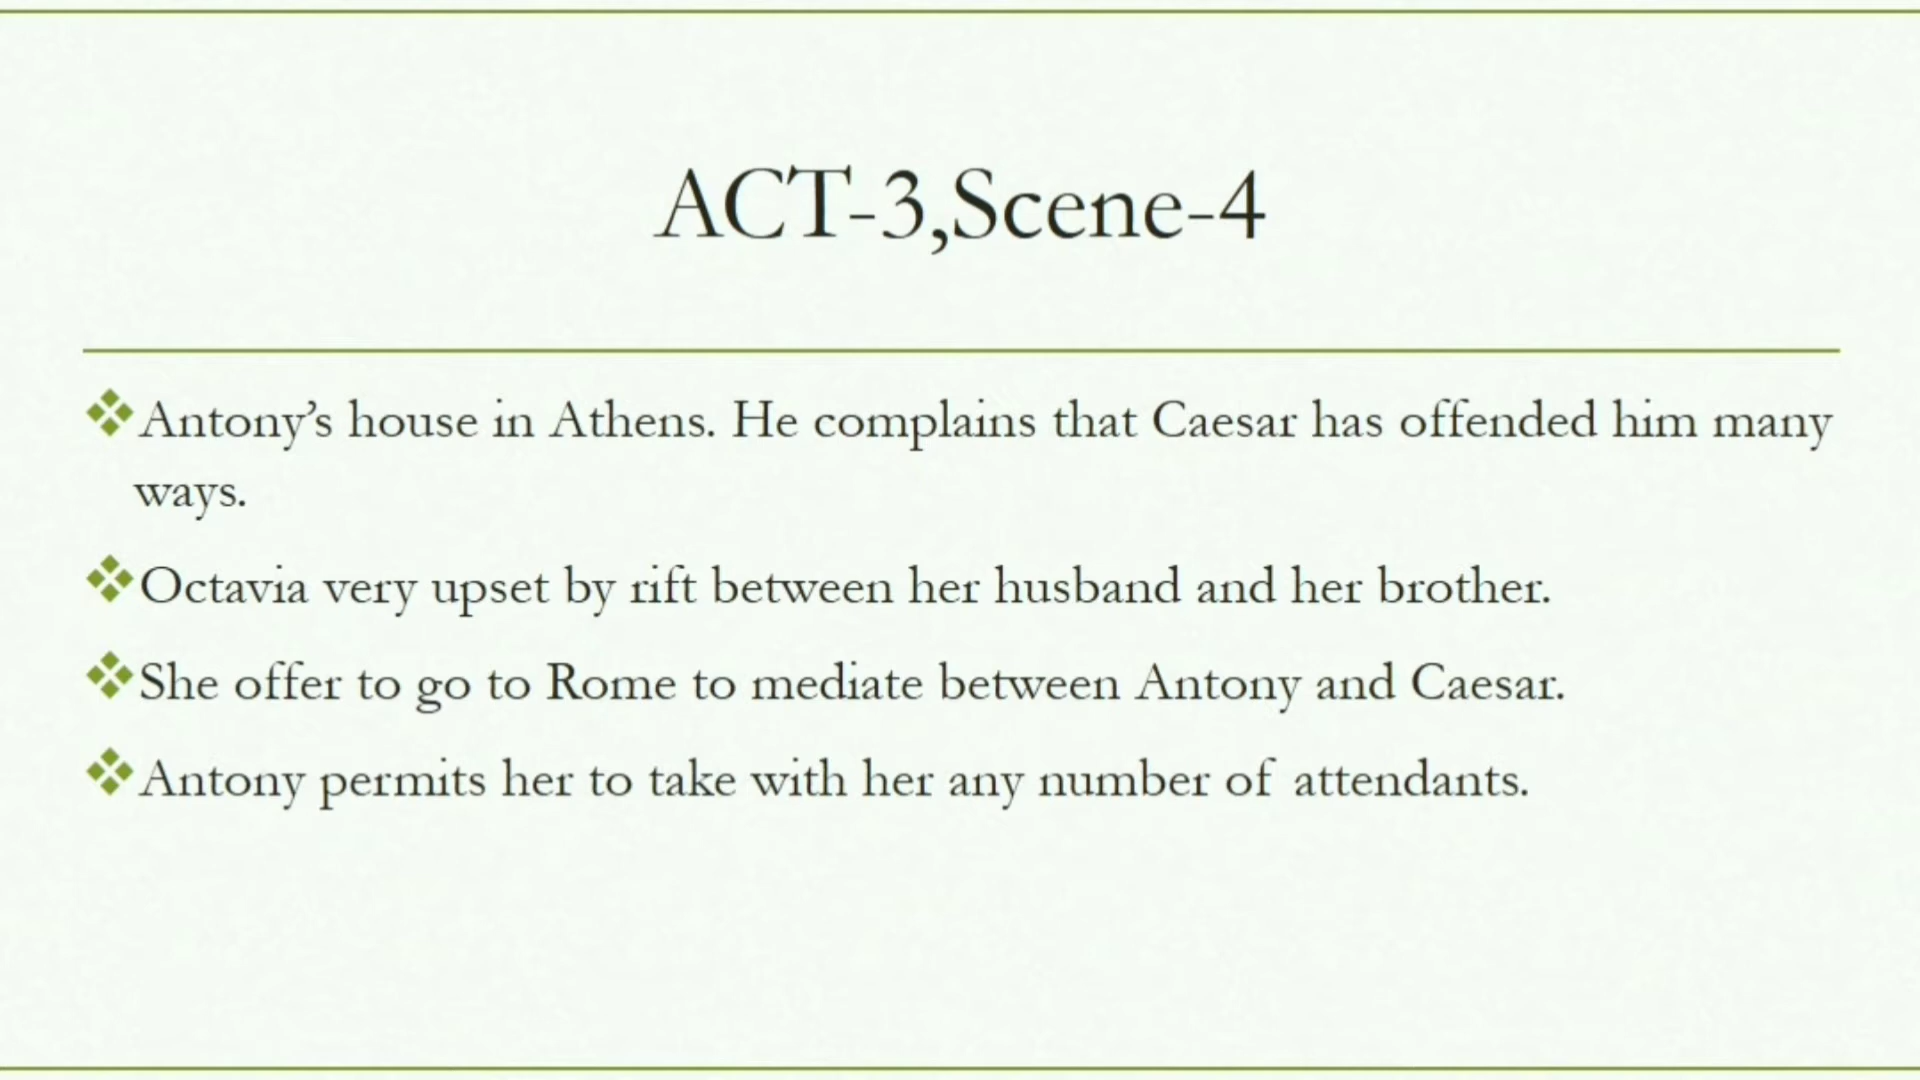 ACT-3,Scene-4
Antony’s house in Athens. He complains that Caesar has offended him many
ways.
Octavia very upset by rift between her husband and her brother.
She offer to go to Rome to mediate between Antony and Caesar.
Antony permits her to take with her any number of attendants.